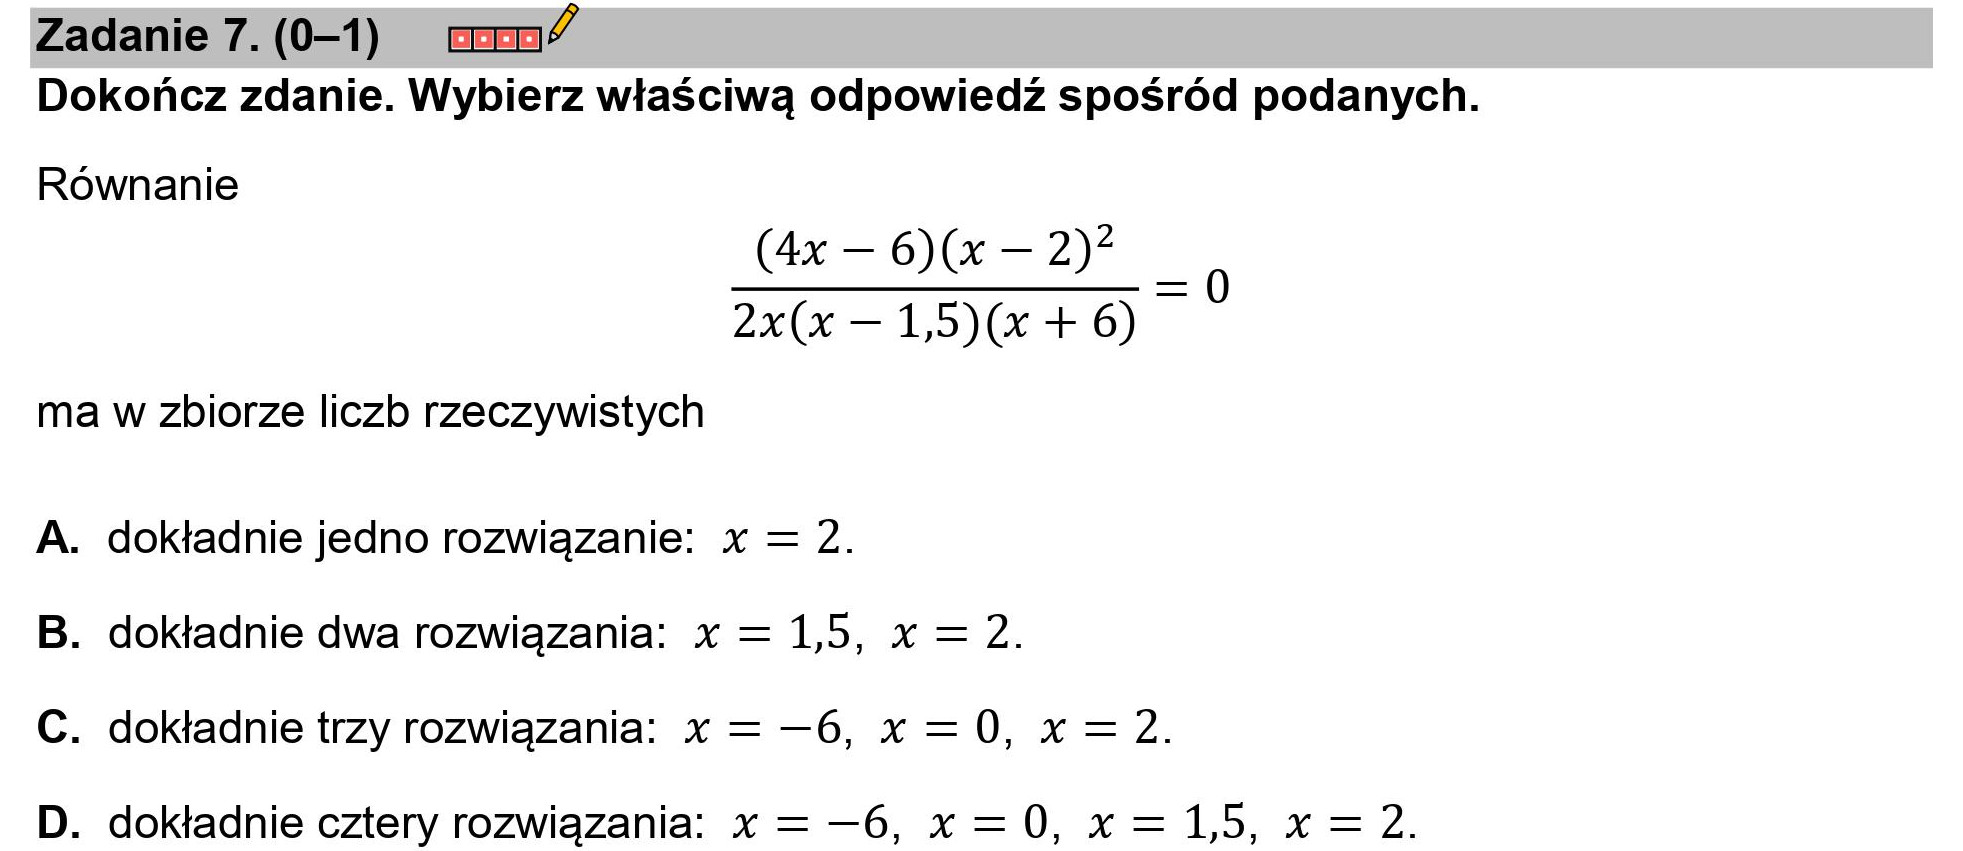 Zadanie 7. (0–1)
Dokończ zdanie. Wybierz właściwą odpowiedź spośród podanych.
Równanie
(4x − 6)(x − 2)²
2x(x − 1,5)(x + 6)
= 0
ma w zbiorze liczb rzeczywistych
A. dokładnie jedno rozwiązanie: x = 2.
B. dokładnie dwa rozwiązania: x = 1,5, x = 2.
C. dokładnie trzy rozwiązania: x = −6, x = 0, x = 2.
D. dokładnie cztery rozwiązania: x = −6, x = 0, x = 1,5, x = 2.